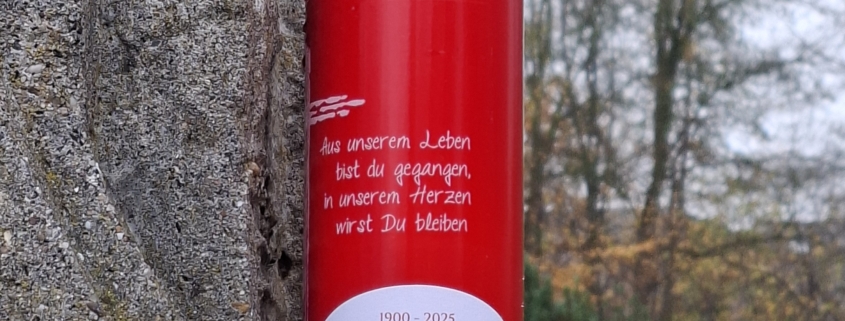 Aus unserem Leben
bist du gegangen,
in unserem Herzen
wirst Du bleiben
1900 - 2025